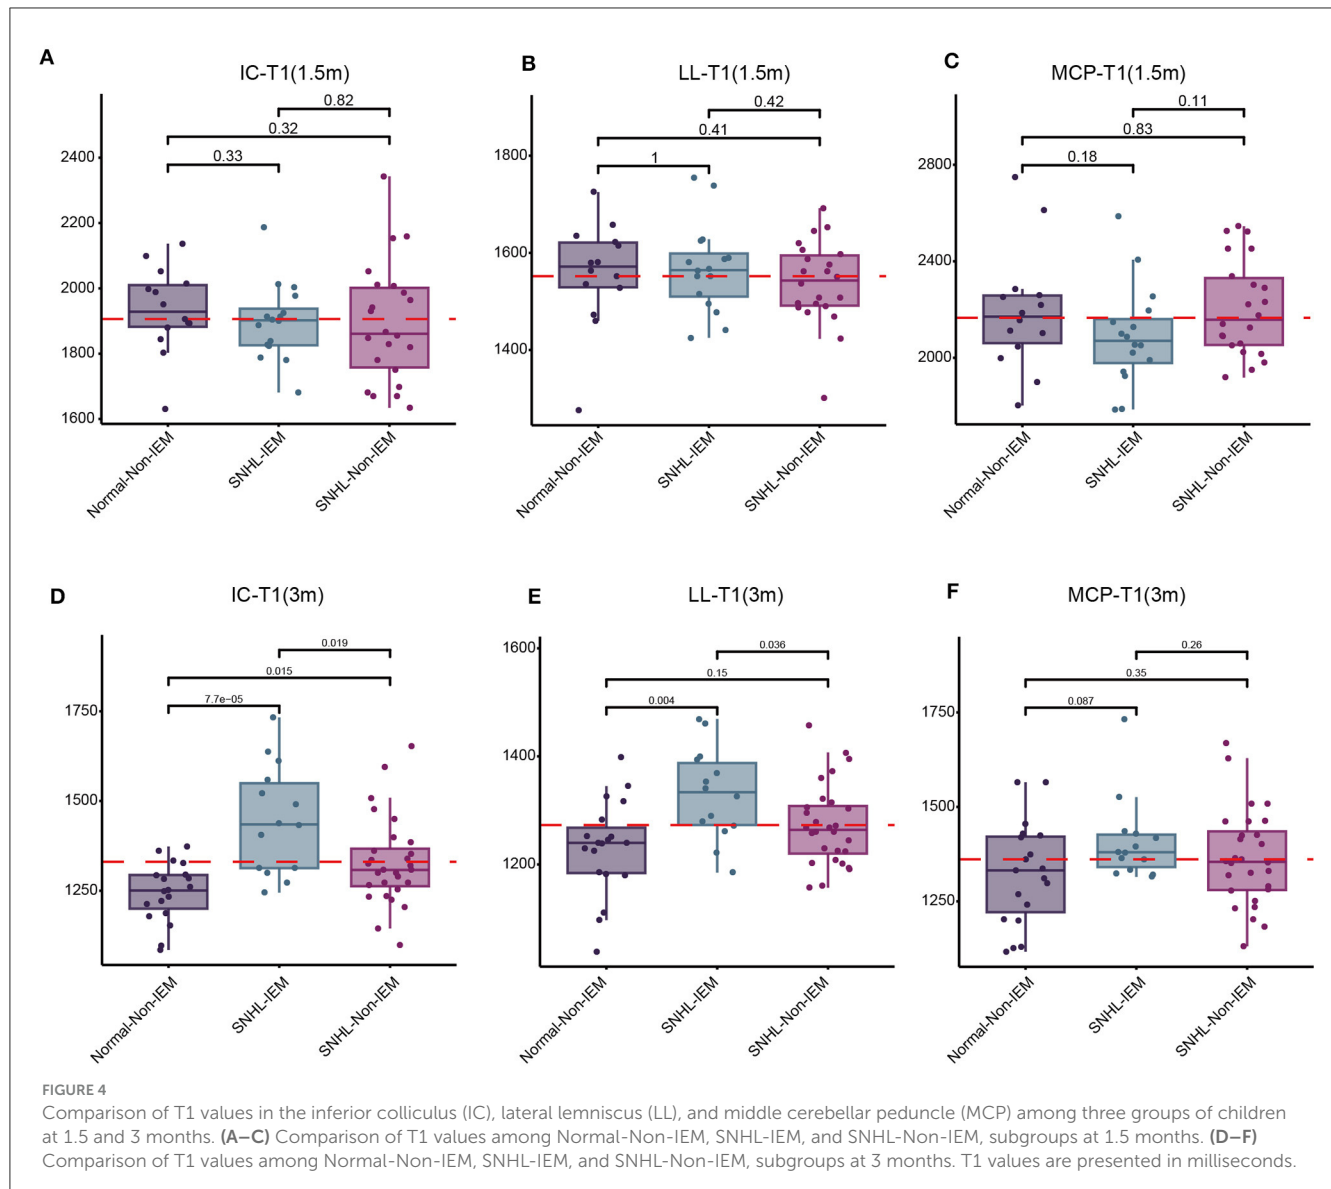 A
IC-T1(1.5m)
0.82
0.32
0.33
2400
2200
2000
1800
1600
Normal-Non-IEM
SNHL-IEM
SNHL-Non-IEM
B
LL-T1(1.5m)
0.42
0.41
1
1800
1600
1400
Normal-Non-IEM
SNHL-IEM
SNHL-Non-IEM
C
MCP-T1(1.5m)
0.11
0.83
0.18
2800
2400
2000
Normal-Non-IEM
SNHL-IEM
SNHL-Non-IEM
D
IC-T1(3m)
0.019
0.015
7.7e−05
1750
1500
1250
Normal-Non-IEM
SNHL-IEM
SNHL-Non-IEM
E
LL-T1(3m)
0.036
0.15
0.004
1600
1400
1200
Normal-Non-IEM
SNHL-IEM
SNHL-Non-IEM
F
MCP-T1(3m)
0.26
0.35
0.087
1750
1500
1250
Normal-Non-IEM
SNHL-IEM
SNHL-Non-IEM
FIGURE 4
Comparison of T1 values in the inferior colliculus (IC), lateral lemniscus (LL), and middle cerebellar peduncle (MCP) among three groups of children
at 1.5 and 3 months. (A–C) Comparison of T1 values among Normal-Non-IEM, SNHL-IEM, and SNHL-Non-IEM, subgroups at 1.5 months. (D–F)
Comparison of T1 values among Normal-Non-IEM, SNHL-IEM, and SNHL-Non-IEM, subgroups at 3 months. T1 values are presented in milliseconds.